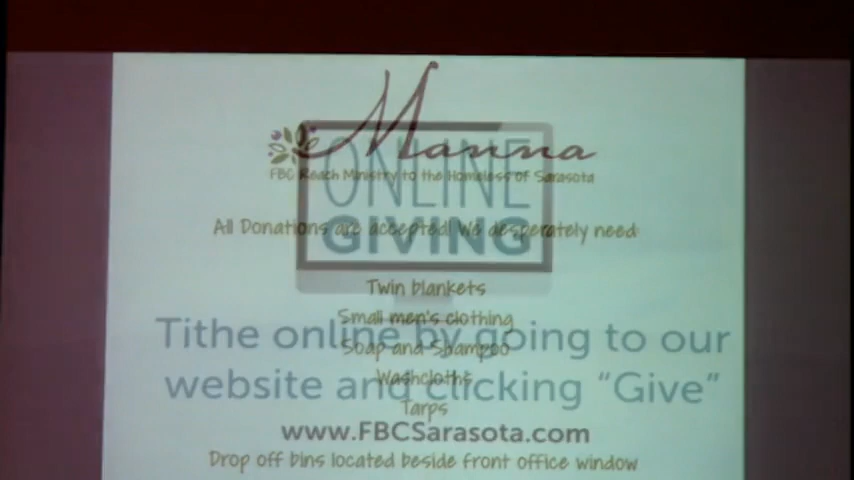 Manna
FBC Reach Ministry to the Homeless of Sarasota
ONLINE
GIVING
All Donations are accepted! We desperately need:
Twin blankets
Small men's clothing
Tithe online by going to our
Soap and Shampoo
Washcloths
website and clicking “Give”
Tarps
www.FBCSarasota.com
Drop off bins located beside front office window